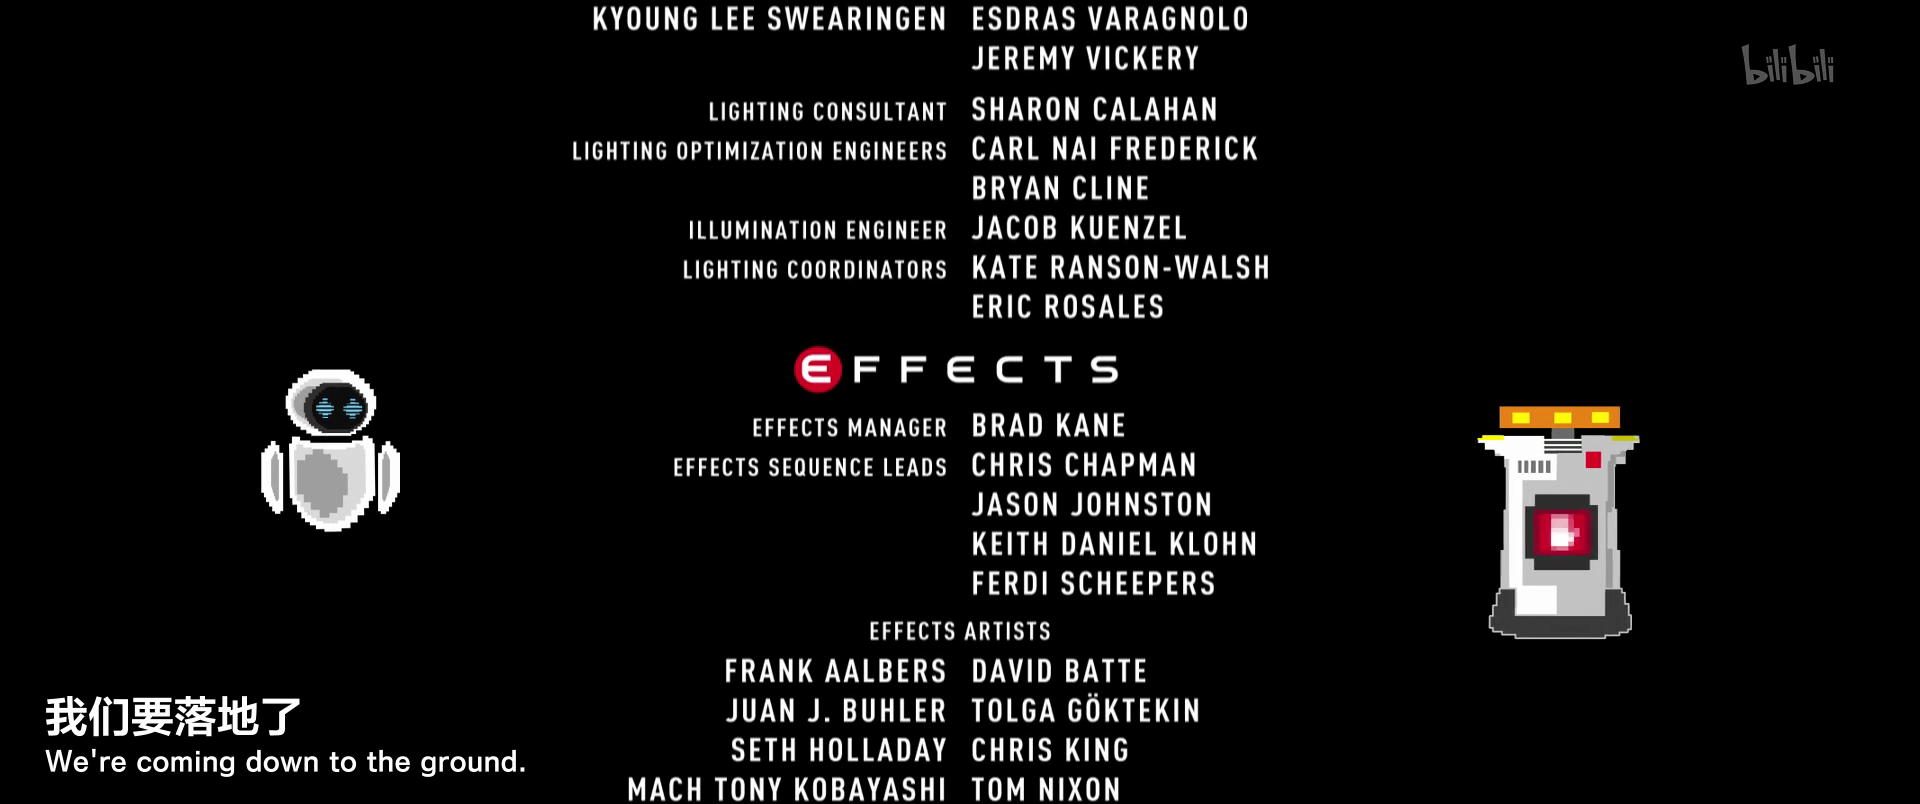 KYOUNG LEE SWEARINGEN ESDRAS VARAGNOLO
JEREMY VICKERY
bilibili
LIGHTING CONSULTANT SHARON CALAHAN
LIGHTING OPTIMIZATION ENGINEERS CARL NAI FREDERICK
BRYAN CLINE
ILLUMINATION ENGINEER JACOB KUENZEL
LIGHTING COORDINATORS KATE RANSON-WALSH
ERIC ROSALES
EFFECTS
EFFECTS MANAGER BRAD KANE
EFFECTS SEQUENCE LEADS CHRIS CHAPMAN
JASON JOHNSTON
KEITH DANIEL KLOHN
FERDI SCHEEPERS
EFFECTS ARTISTS
FRANK AALBERS DAVID BATTE
JUAN J. BUHLER TOLGA GÖKTEKIN
SETH HOLLADAY CHRIS KING
MACH TONY KOBAYASHI TOM NIXON
我们要落地了
We're coming down to the ground.